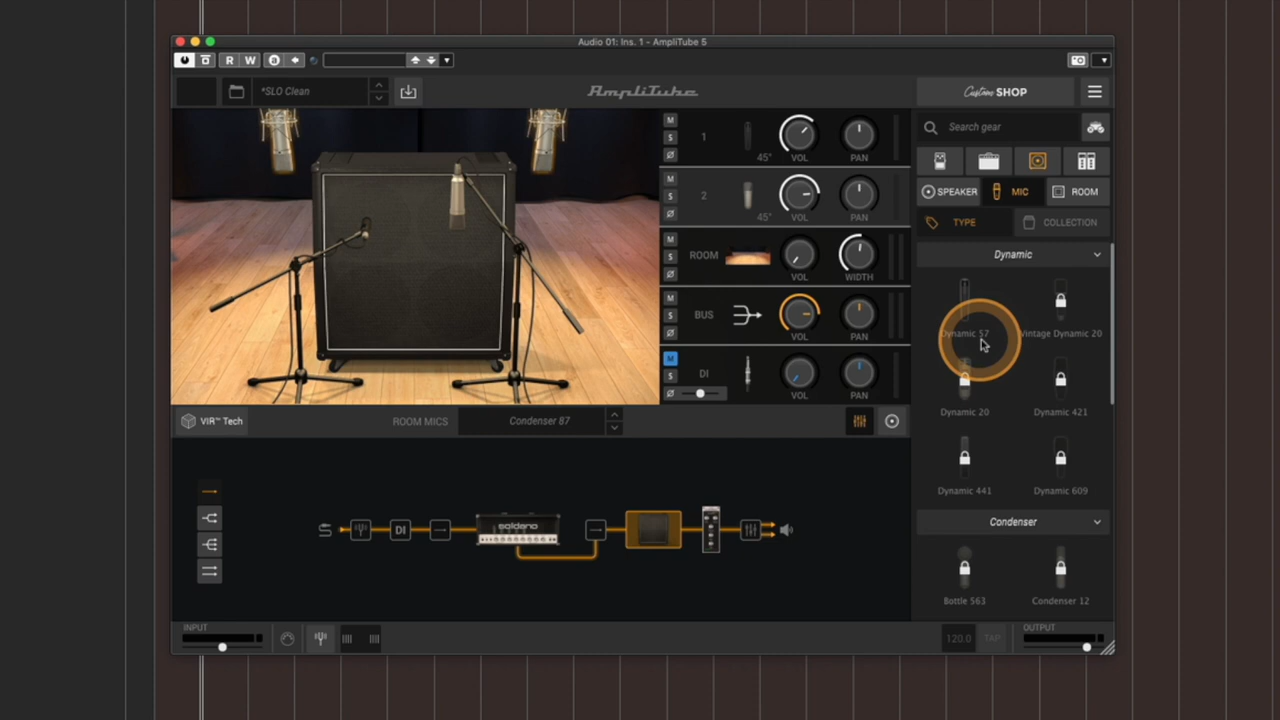 Audio 01: Ins. 1 - AmpliTube 5
R W a
*SLO Clean
AMPLITUBE
Custom SHOP
Search gear
M
S
Ø
1
45°
VOL
PAN
M
S
Ø
2
45°
VOL
PAN
M
S
Ø
ROOM
VOL
WIDTH
M
S
Ø
BUS
VOL
PAN
M
S
Ø
DI
VOL
PAN
SPEAKER
MIC
ROOM
TYPE
COLLECTION
Dynamic
Dynamic 57
Vintage Dynamic 20
Dynamic 20
Dynamic 421
Dynamic 441
Dynamic 609
Condenser
Bottle 563
Condenser 12
VIR™ Tech
ROOM MICS
Condenser 87
DI
soldano
INPUT
120.0
TAP
OUTPUT